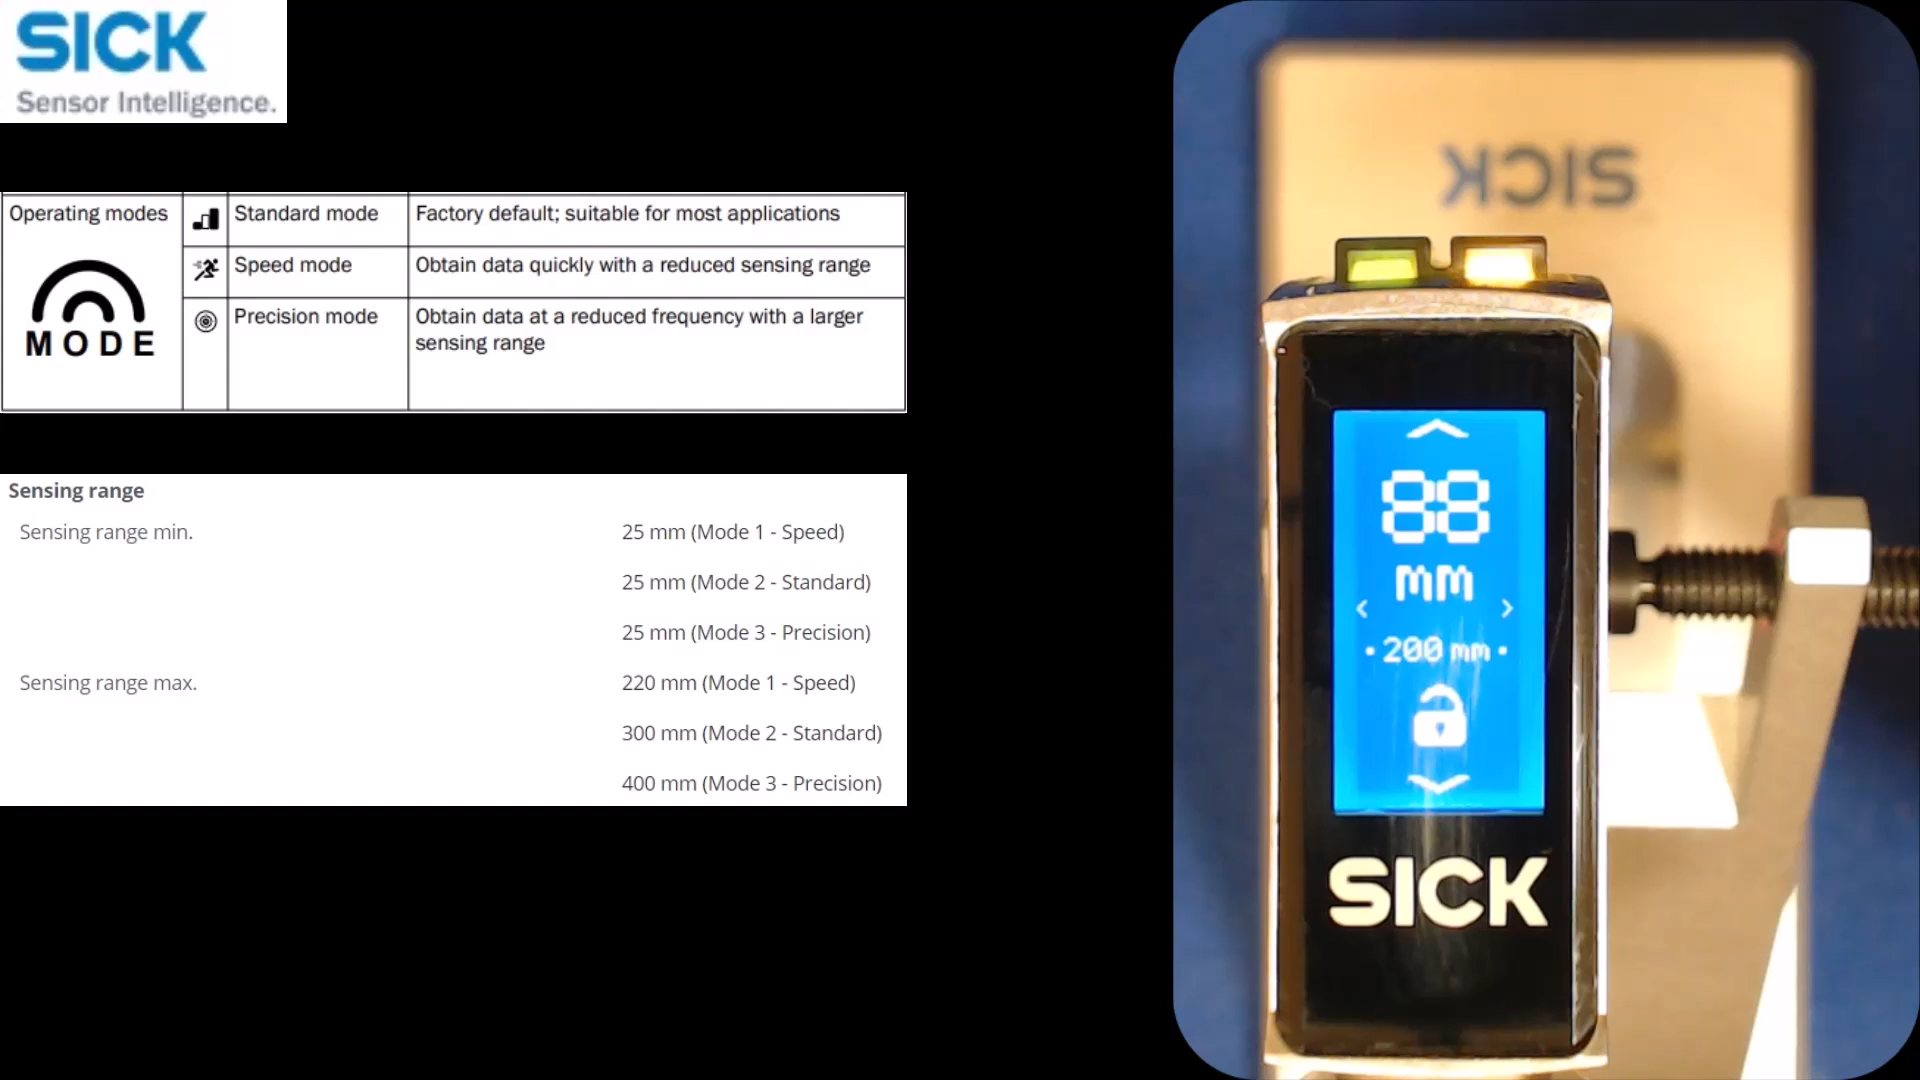 SICK
Sensor Intelligence.
Operating modes
MODE
Standard mode
Factory default; suitable for most applications
Speed mode
Obtain data quickly with a reduced sensing range
Precision mode
Obtain data at a reduced frequency with a larger
sensing range
Sensing range
Sensing range min.
25 mm (Mode 1 - Speed)
25 mm (Mode 2 - Standard)
25 mm (Mode 3 - Precision)
Sensing range max.
220 mm (Mode 1 - Speed)
300 mm (Mode 2 - Standard)
400 mm (Mode 3 - Precision)
SICK
88
mm
< >
• 200 mm •
SICK